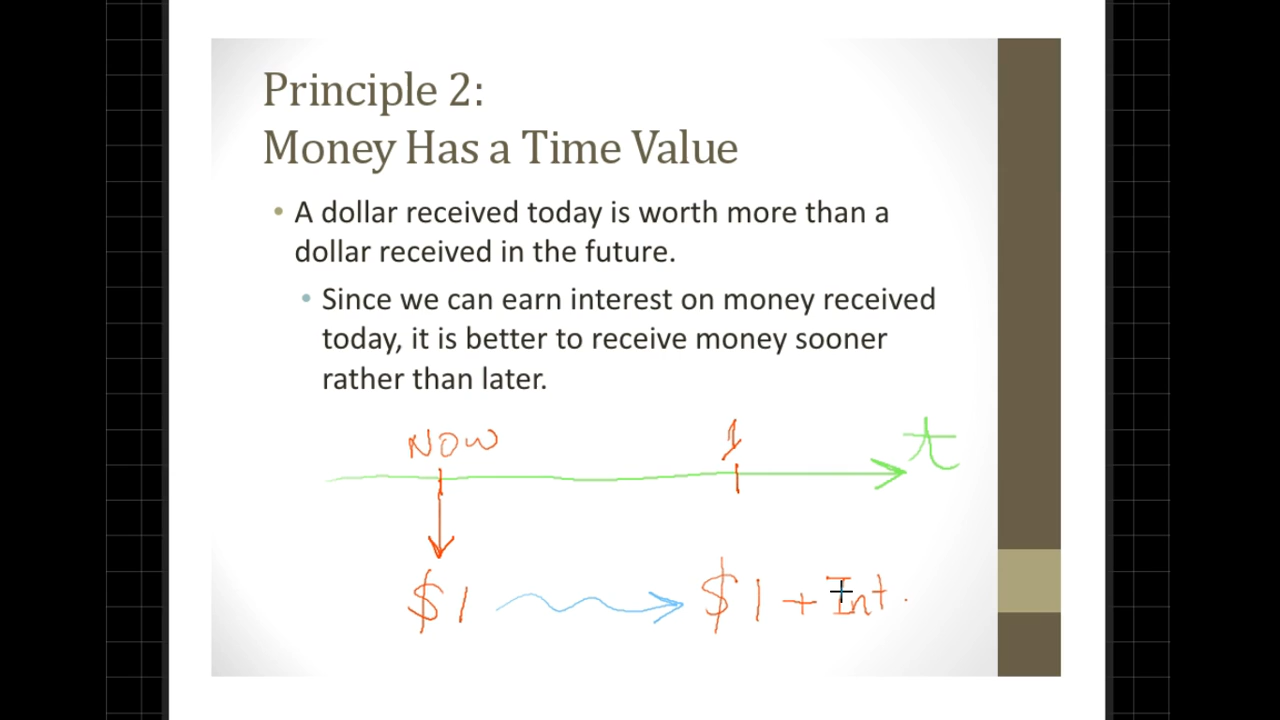 Principle 2:
Money Has a Time Value
• A dollar received today is worth more than a
dollar received in the future.
• Since we can earn interest on money received
today, it is better to receive money sooner
rather than later.
NOW 1 t
$1 $1 + Int.